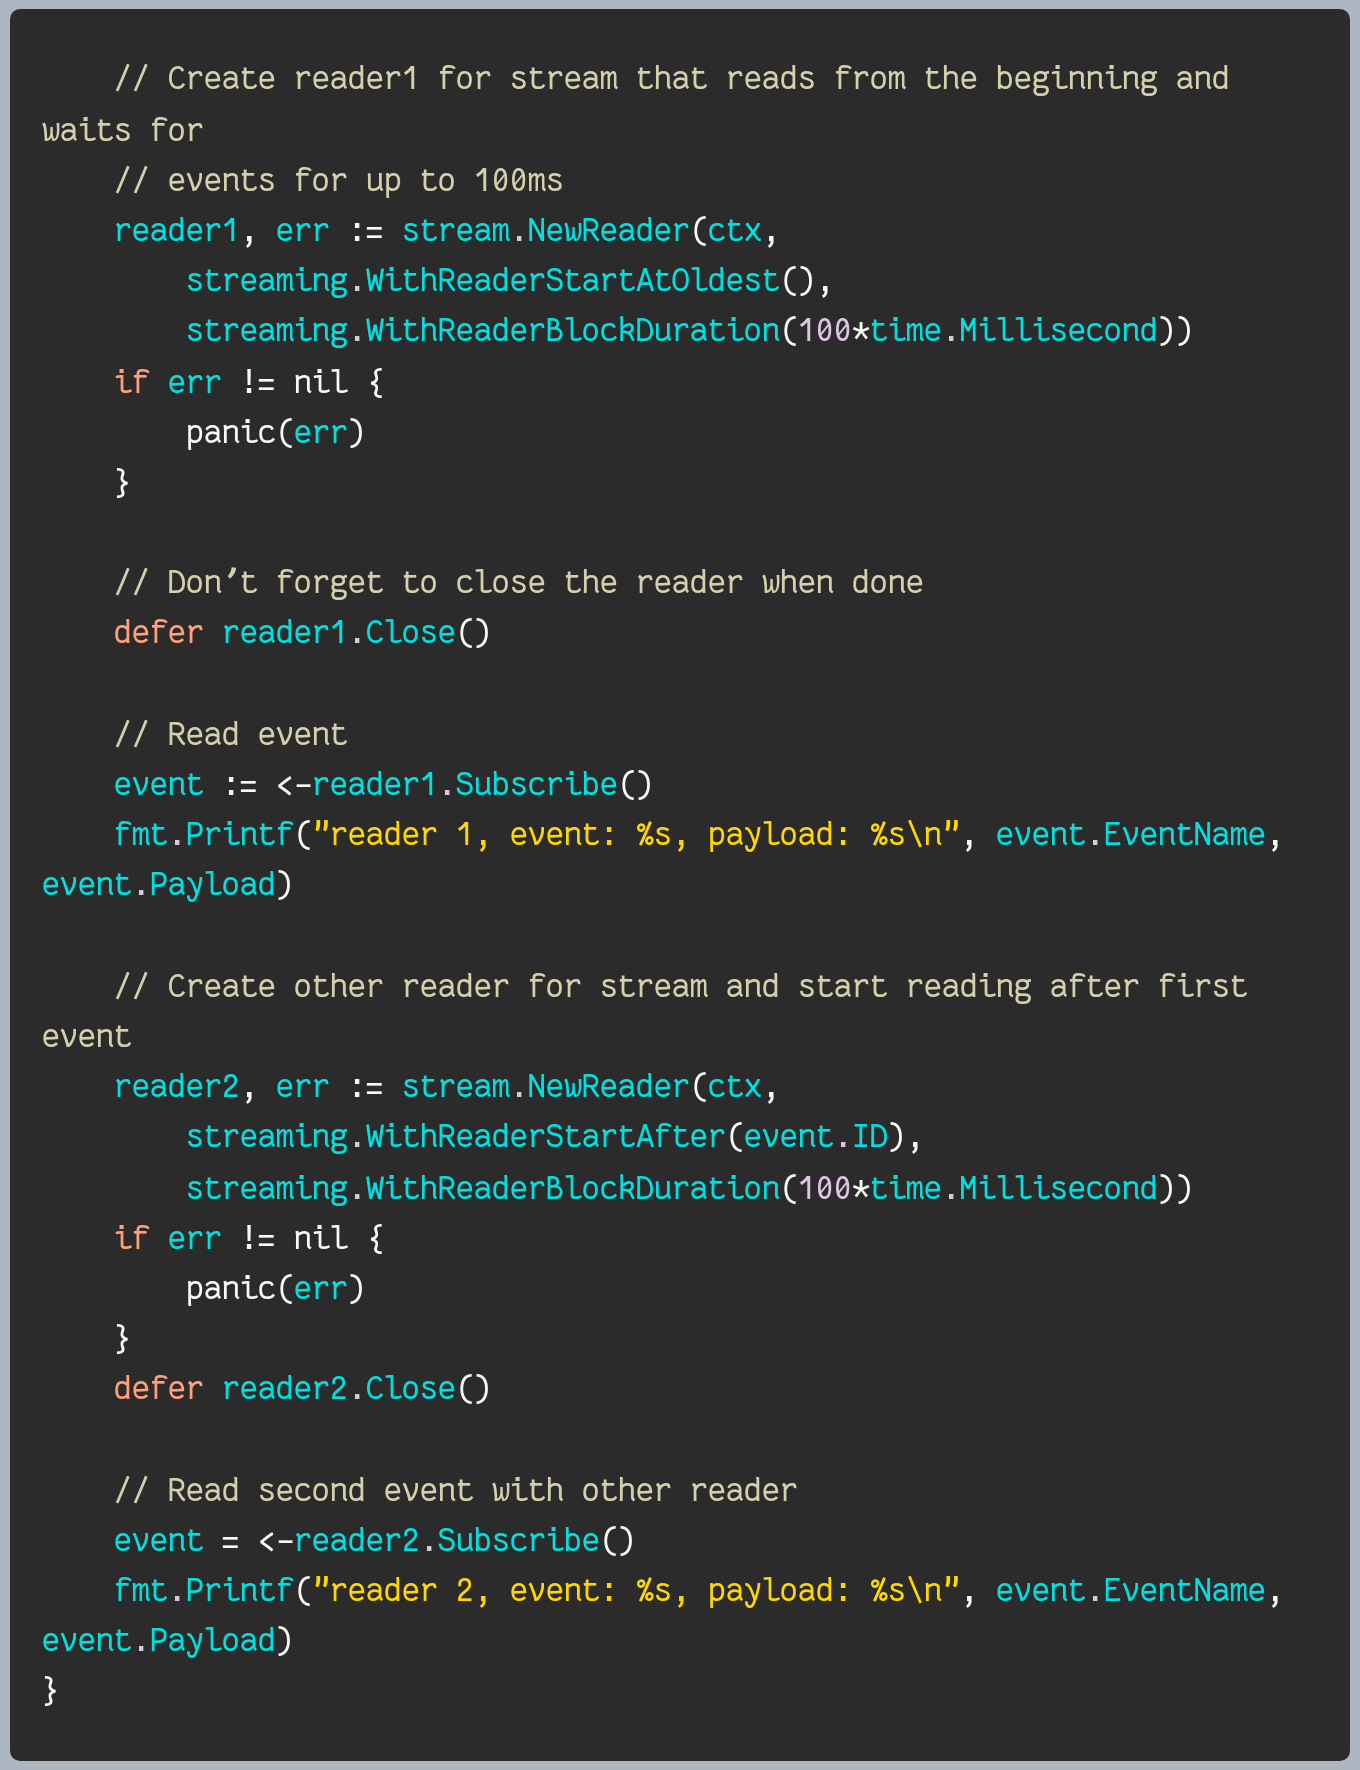 // Create reader1 for stream that reads from the beginning and
waits for
// events for up to 100ms
reader1, err := stream.NewReader(ctx,
streaming.WithReaderStartAtOldest(),
streaming.WithReaderBlockDuration(100*time.Millisecond))
if err != nil {
panic(err)
}
// Don't forget to close the reader when done
defer reader1.Close()
// Read event
event := <-reader1.Subscribe()
fmt.Printf("reader 1, event: %s, payload: %s\n", event.EventName,
event.Payload)
// Create other reader for stream and start reading after first
event
reader2, err := stream.NewReader(ctx,
streaming.WithReaderStartAfter(event.ID),
streaming.WithReaderBlockDuration(100*time.Millisecond))
if err != nil {
panic(err)
}
defer reader2.Close()
// Read second event with other reader
event = <-reader2.Subscribe()
fmt.Printf("reader 2, event: %s, payload: %s\n", event.EventName,
event.Payload)
}